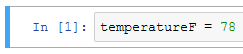 In [1]: temperatureF = 78